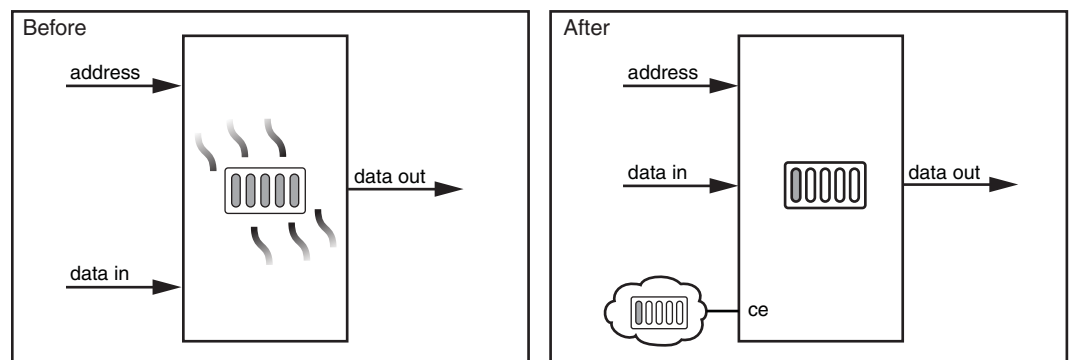 Before
address
data out
data in
After
address
data in
data out
ce